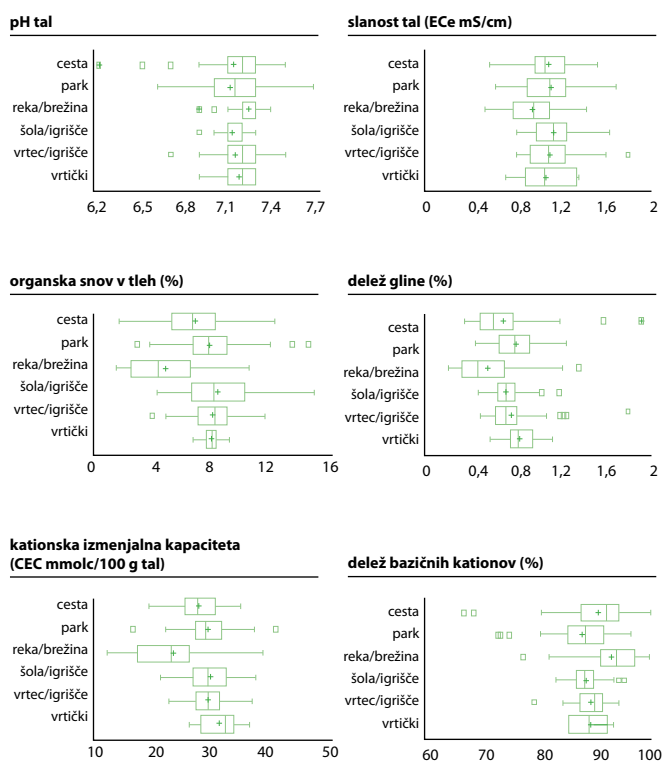 pH tal
cesta
park
reka/brežina
šola/igrišče
vrtec/igrišče
vrtički
6,2 6,5 6,8 7,1 7,4 7,7
slanost tal (ECe mS/cm)
cesta
park
reka/brežina
šola/igrišče
vrtec/igrišče
vrtički
0 0,4 0,8 1,2 1,6 2
organska snov v tleh (%)
cesta
park
reka/brežina
šola/igrišče
vrtec/igrišče
vrtički
0 4 8 12 16
delež gline (%)
cesta
park
reka/brežina
šola/igrišče
vrtec/igrišče
vrtički
0 0,4 0,8 1,2 1,6 2
kationska izmenjalna kapaciteta
(CEC mmolc/100 g tal)
cesta
park
reka/brežina
šola/igrišče
vrtec/igrišče
vrtički
10 20 30 40 50
delež bazičnih kationov (%)
cesta
park
reka/brežina
šola/igrišče
vrtec/igrišče
vrtički
60 70 80 90 100